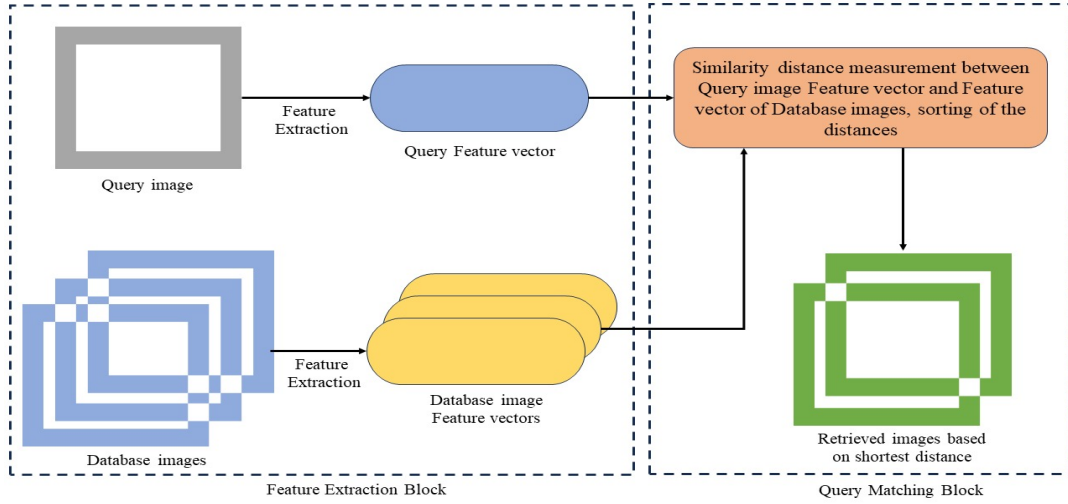 Feature
Extraction
Query Feature vector
Query image
Similarity distance measurement between
Query image Feature vector and Feature
vector of Database images, sorting of the
distances
Feature
Extraction
Database image
Feature vectors
Database images
Retrieved images based
on shortest distance
Feature Extraction Block
Query Matching Block